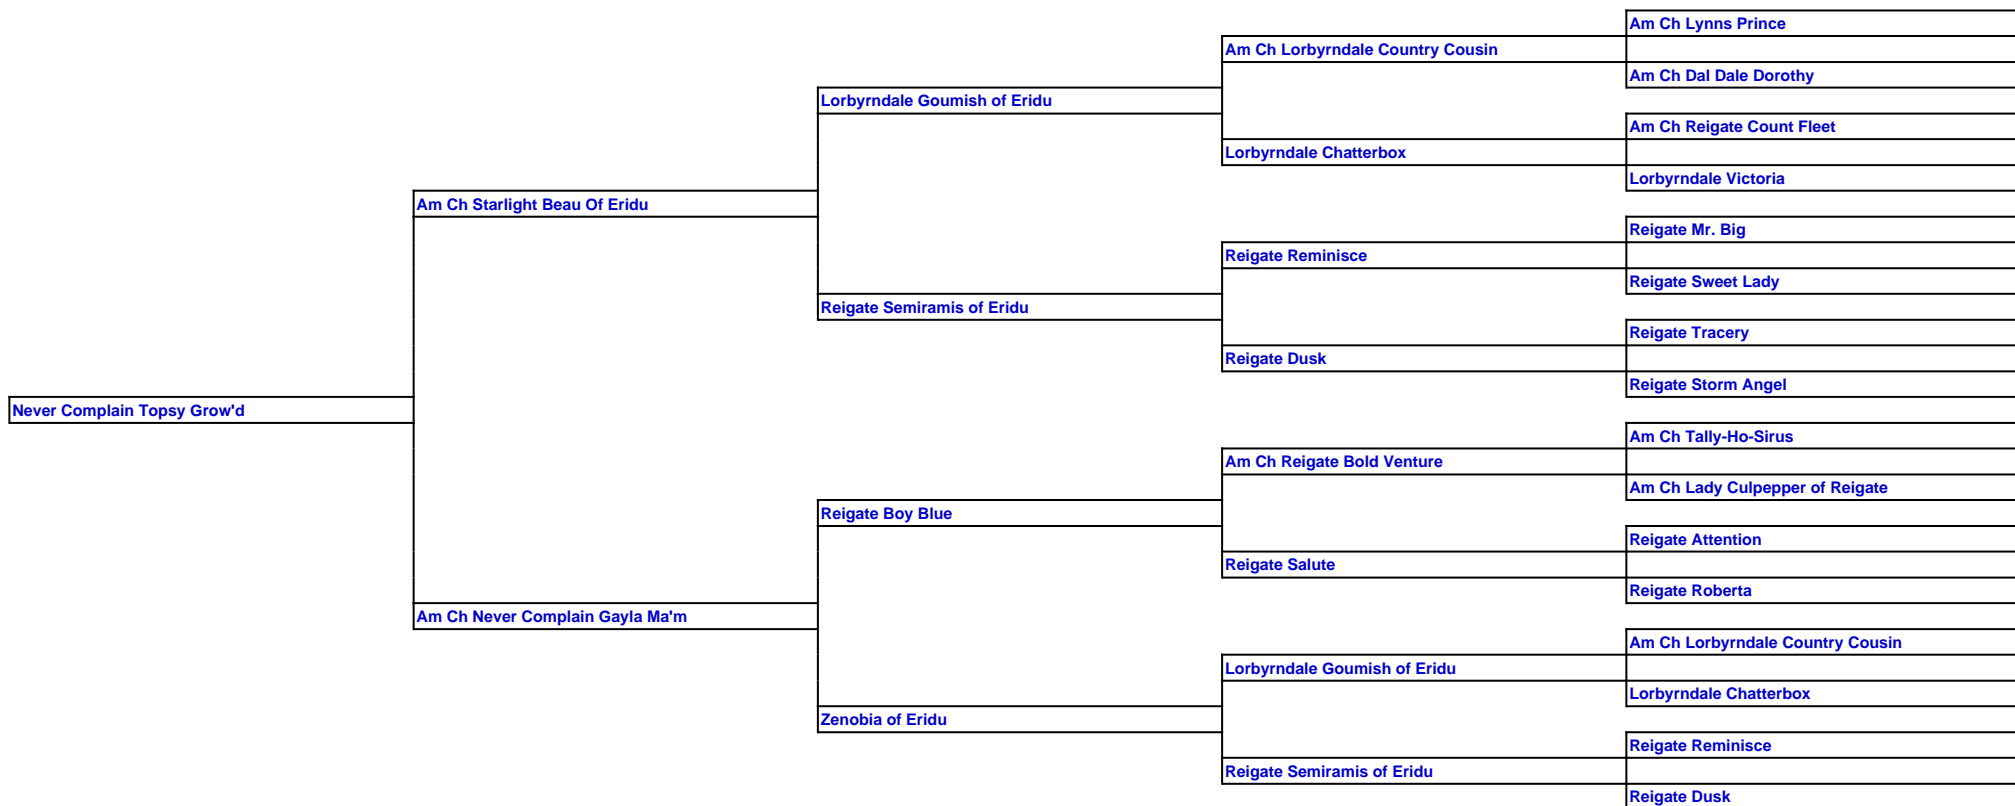 Am Ch Lynns Prince
Am Ch Lorbyrndale Country Cousin
Am Ch Dal Dale Dorothy
Lorbyrndale Goumish of Eridu
Am Ch Reigate Count Fleet
Lorbyrndale Chatterbox
Lorbyrndale Victoria
Am Ch Starlight Beau Of Eridu
Reigate Mr. Big
Reigate Reminisce
Reigate Sweet Lady
Reigate Semiramis of Eridu
Reigate Tracery
Reigate Dusk
Reigate Storm Angel
Never Complain Topsy Grow'd
Am Ch Tally-Ho-Sirus
Am Ch Reigate Bold Venture
Am Ch Lady Culpepper of Reigate
Reigate Boy Blue
Reigate Attention
Reigate Salute
Reigate Roberta
Am Ch Never Complain Gayla Ma'm
Am Ch Lorbyrndale Country Cousin
Lorbyrndale Goumish of Eridu
Lorbyrndale Chatterbox
Zenobia of Eridu
Reigate Reminisce
Reigate Semiramis of Eridu
Reigate Dusk